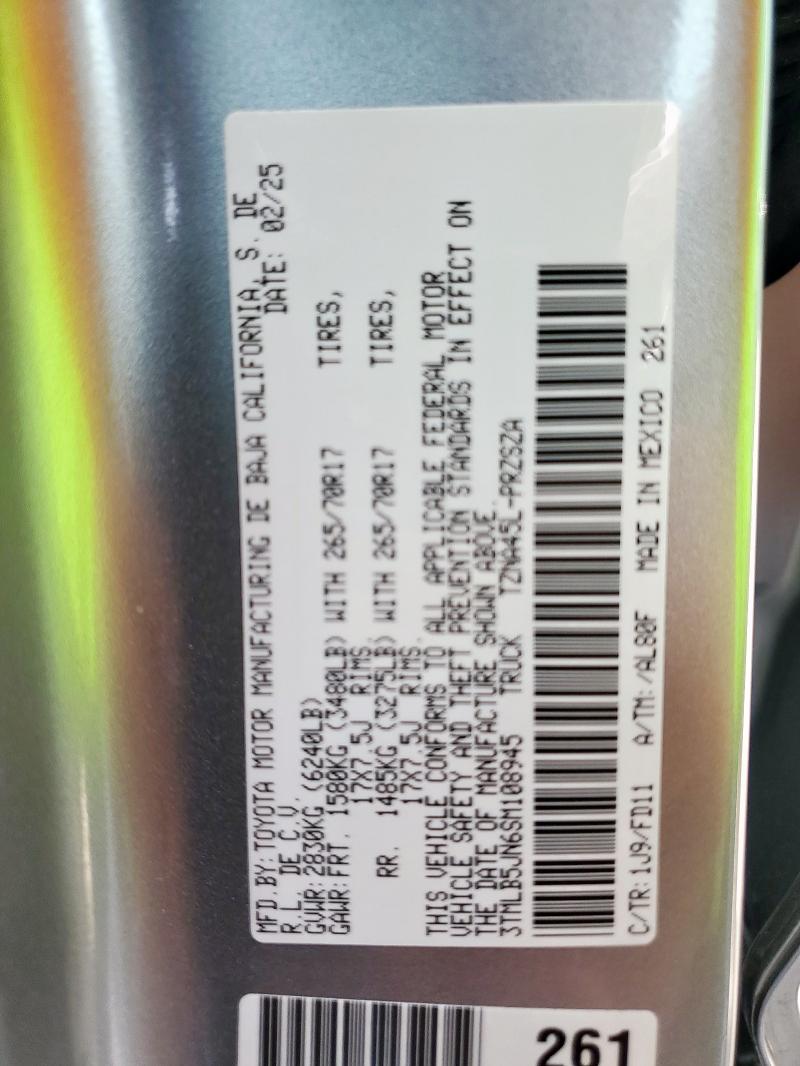 MFD.BY:TOYOTA MOTOR MANUFACTURING DE BAJA CALIFORNIA, S. DE
R.L. DE C.V. DATE: 02/25
GVWR:2830KG (6240LB)
GAWR:FRT. 1580KG (3480LB) WITH 265/70R17 TIRES,
17X7.5J RIMS.
RR. 1485KG (3275LB) WITH 265/70R17 TIRES,
17X7.5J RIMS.
THIS VEHICLE CONFORMS TO ALL APPLICABLE FEDERAL MOTOR
VEHICLE SAFETY AND THEFT PREVENTION STANDARDS IN EFFECT ON
THE DATE OF MANUFACTURE SHOWN ABOVE.
3TMLB5JN6SM108945 TRUCK TZNA45L-PRZSZA
C/TR:1J9/FD11 A/TM:/AL80F MADE IN MEXICO 261
261